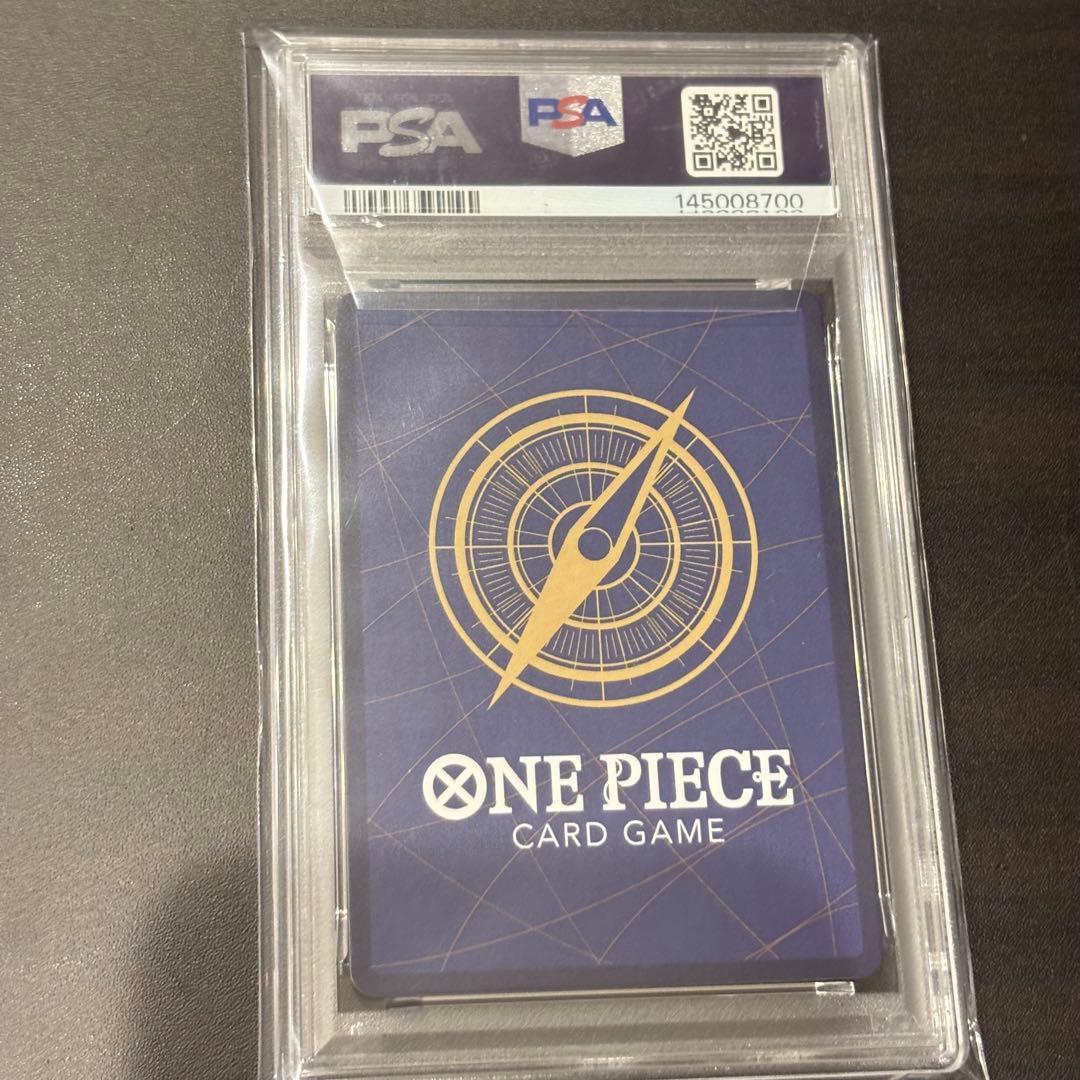 PSA
PSA
145008700
ONE PIECE
CARD GAME